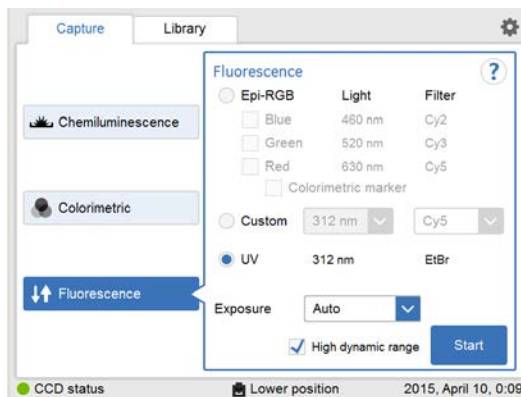 Capture Library
Fluorescence ?
Epi-RGB Light Filter
Blue 460 nm Cy2
Chemiluminescence
Green 520 nm Cy3
Red 630 nm Cy5
Colorimetric marker
Colorimetric
Custom 312 nm Cy5
UV 312 nm EtBr
Fluorescence
Exposure Auto
High dynamic range Start
CCD status Lower position 2015, April 10, 0:09